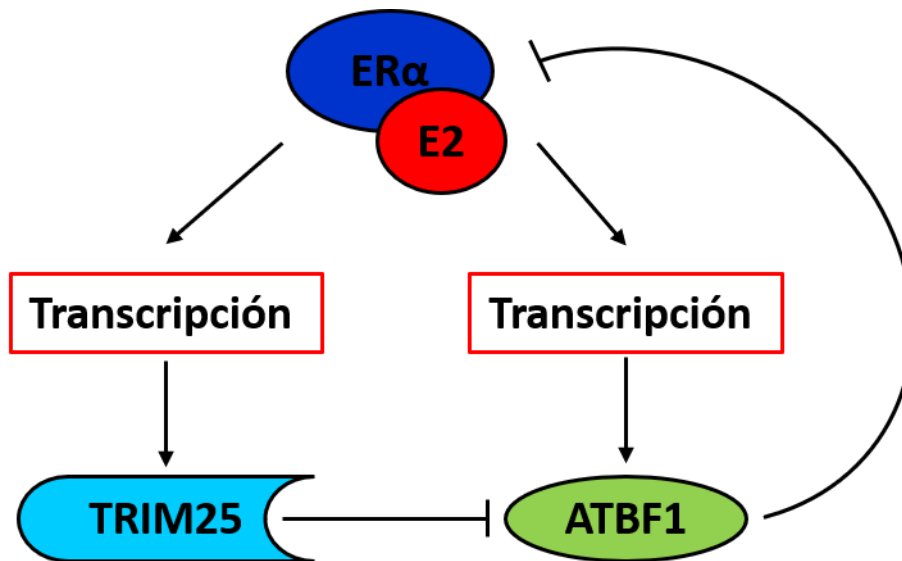 ERα
E2
Transcripción
Transcripción
TRIM25
ATBF1